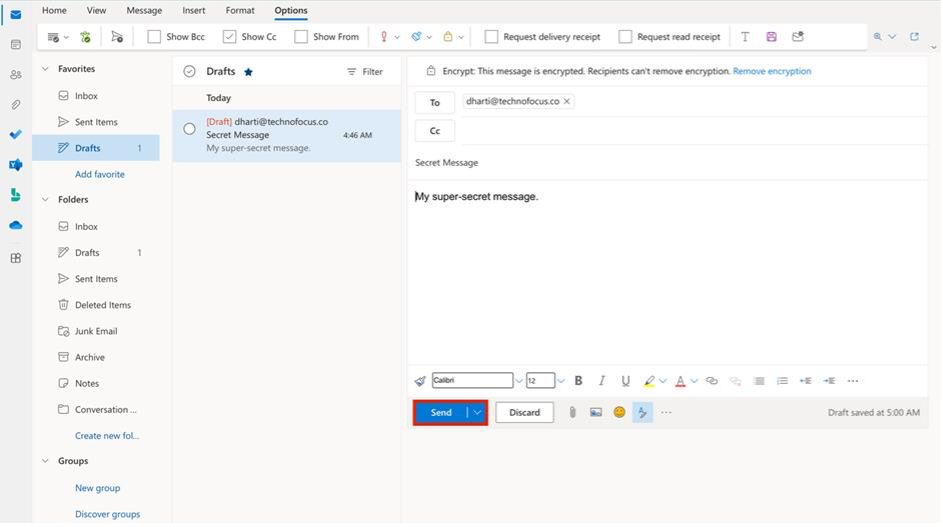 Home View Message Insert Format Options
Show Bcc Show Cc Show From Request delivery receipt Request read receipt
Favorites
Inbox
Sent Items
Drafts 1
Add favorite
Folders
Inbox
Drafts 1
Sent Items
Deleted Items
Junk Email
Archive
Notes
Conversation ...
Create new fol...
Groups
New group
Discover groups
Drafts Filter
Today
[Draft] dharti@technofocus.co
Secret Message 4:46 AM
My super-secret message.
Encrypt: This message is encrypted. Recipients can't remove encryption. Remove encryption
To dharti@technofocus.co
Cc
Secret Message
My super-secret message.
Calibri 12 B I U A
Send Discard Draft saved at 5:00 AM